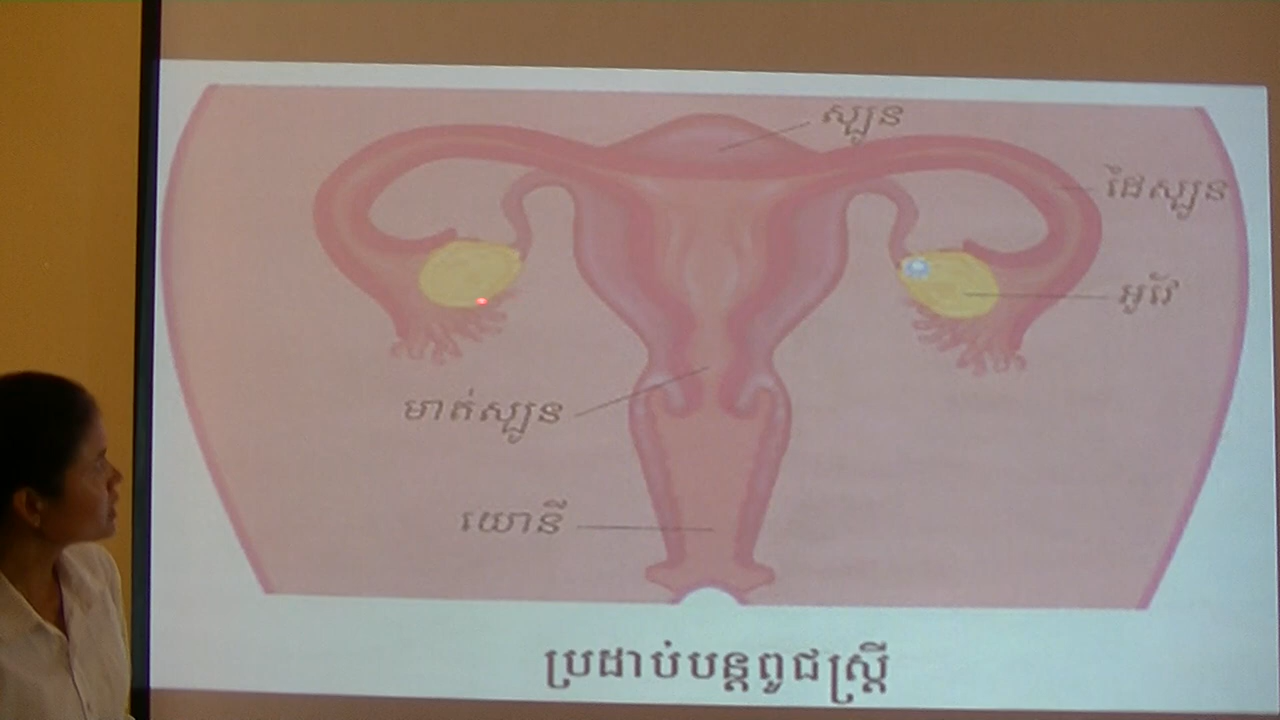 ស្បូន
ដៃស្បូន
អូវែ
មាត់ស្បូន
យោនី
ប្រដាប់បន្តពូជស្ត្រី